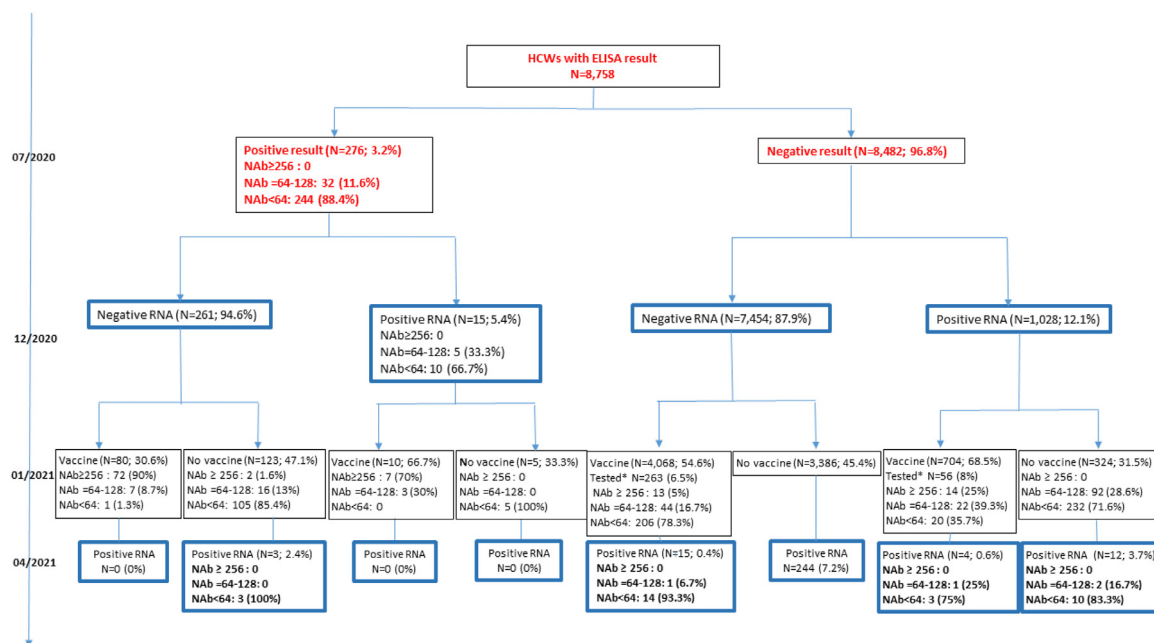 HCWs with ELISA result
N=8,758
07/2020
Positive result (N=276; 3.2%)
NAb≥256 : 0
NAb =64-128: 32 (11.6%)
NAb<64: 244 (88.4%)
Negative result (N=8,482; 96.8%)
12/2020
Negative RNA (N=261; 94.6%)
Positive RNA (N=15; 5.4%)
NAb≥256: 0
NAb=64-128: 5 (33.3%)
NAb<64: 10 (66.7%)
Negative RNA (N=7,454; 87.9%)
Positive RNA (N=1,028; 12.1%)
01/2021
Vaccine (N=80; 30.6%)
NAb≥256 : 72 (90%)
NAb =64-128: 7 (8.7%)
NAb<64: 1 (1.3%)
No vaccine (N=123; 47.1%)
NAb ≥ 256 : 2 (1.6%)
NAb =64-128: 16 (13%)
NAb<64: 105 (85.4%)
Vaccine (N=10; 66.7%)
NAb≥256 : 7 (70%)
NAb =64-128: 3 (30%)
NAb<64: 0
No vaccine (N=5; 33.3%)
NAb ≥ 256 : 0
NAb =64-128: 0
NAb<64: 5 (100%)
Vaccine (N=4,068; 54.6%)
Tested* N=263 (6.5%)
NAb ≥ 256 : 13 (5%)
NAb =64-128: 44 (16.7%)
NAb<64: 206 (78.3%)
No vaccine (N=3,386; 45.4%)
Vaccine (N=704; 68.5%)
Tested* N=56 (8%)
NAb ≥ 256 : 14 (25%)
NAb =64-128: 22 (39.3%)
NAb<64: 20 (35.7%)
No vaccine (N=324; 31.5%)
NAb ≥ 256 : 0
NAb =64-128: 92 (28.6%)
NAb<64: 232 (71.6%)
04/2021
Positive RNA
N=0 (0%)
Positive RNA (N=3; 2.4%)
NAb ≥ 256 : 0
NAb =64-128: 0
NAb<64: 3 (100%)
Positive RNA
N=0 (0%)
Positive RNA
N=0 (0%)
Positive RNA (N=15; 0.4%)
NAb ≥ 256 : 0
NAb =64-128: 1 (6.7%)
NAb<64: 14 (93.3%)
Positive RNA
N=244 (7.2%)
Positive RNA (N=4; 0.6%)
NAb ≥ 256 : 0
NAb =64-128: 1 (25%)
NAb<64: 3 (75%)
Positive RNA (N=12; 3.7%)
NAb ≥ 256 : 0
NAb =64-128: 2 (16.7%)
NAb<64: 10 (83.3%)